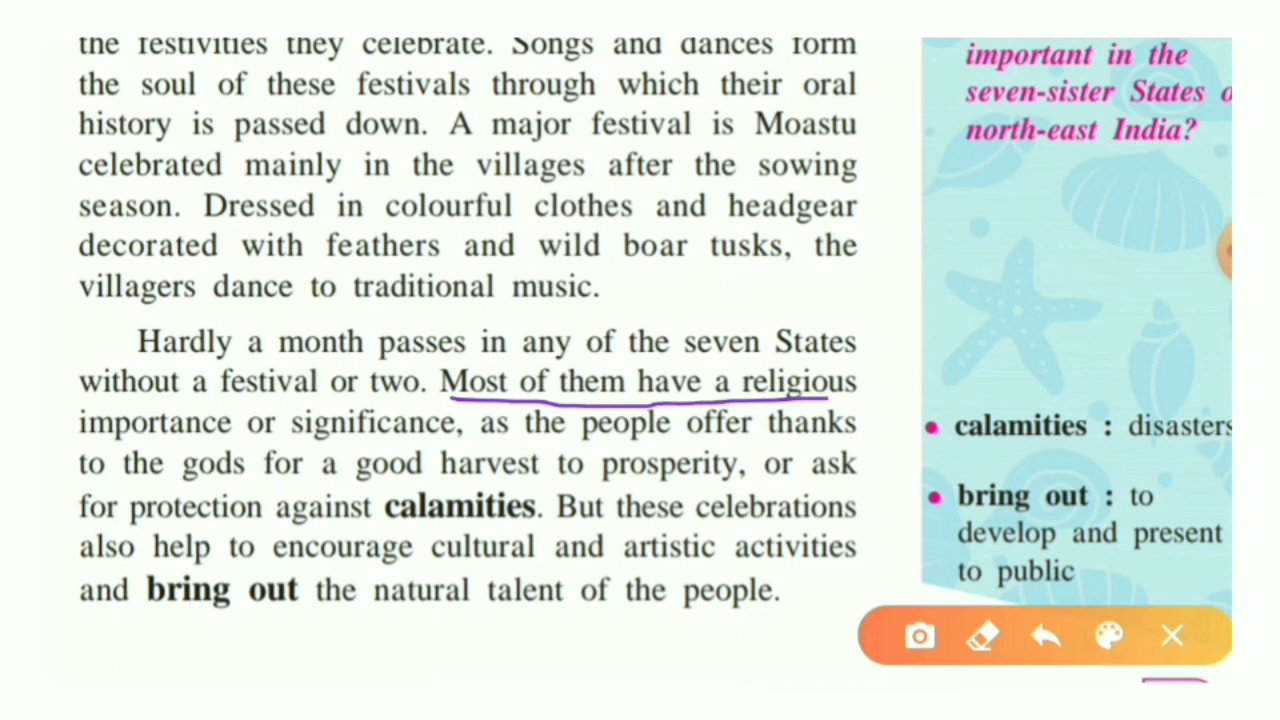 the festivities they celebrate. Songs and dances form
the soul of these festivals through which their oral
history is passed down. A major festival is Moastu
celebrated mainly in the villages after the sowing
season. Dressed in colourful clothes and headgear
decorated with feathers and wild boar tusks, the
villagers dance to traditional music.
Hardly a month passes in any of the seven States
without a festival or two. Most of them have a religious
importance or significance, as the people offer thanks
to the gods for a good harvest to prosperity, or ask
for protection against calamities. But these celebrations
also help to encourage cultural and artistic activities
and bring out the natural talent of the people.
important in the
seven-sister States
north-east India?
• calamities : disasters
• bring out : to
develop and present
to public